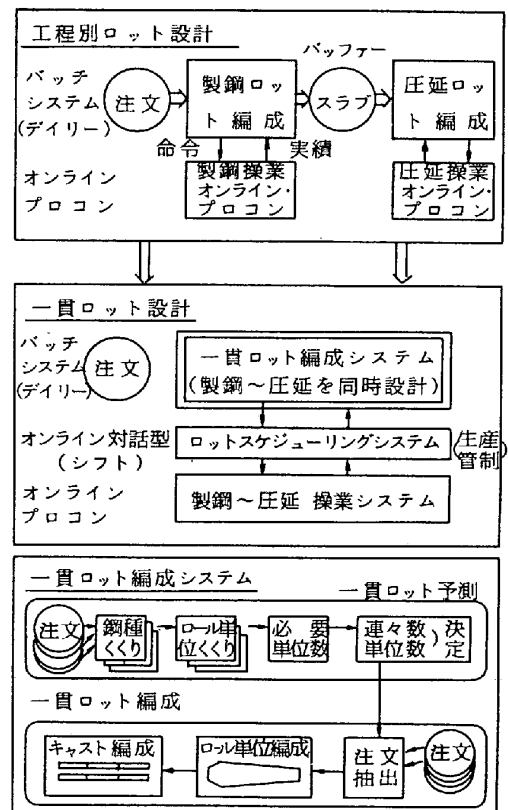 工程別ロット設計
バッファー
バッチ
システム
(デイリー)
注文
製鋼ロッ
ト編成
スラブ
圧延ロッ
ト編成
命令
実績
オンライン
プロコン
製鋼操業
オンライン・
プロコン
圧延操業
オンライン・
プロコン
一貫ロット設計
バッチ
システム
(デイリー)
注文
一貫ロット編成システム
(製鋼～圧延を同時設計)
オンライン対話型
(シフト)
ロットスケジューリングシステム
(生産
管制)
オンライン
プロコン
製鋼～圧延 操業システム
一貫ロット編成システム
一貫ロット予測
注文
鋼種
くくり
ロール単
位くくり
必要
単位数
連々数
単位数)決定
一貫ロット編成
キャスト編成
ロール単位編成
注文
抽出
注文